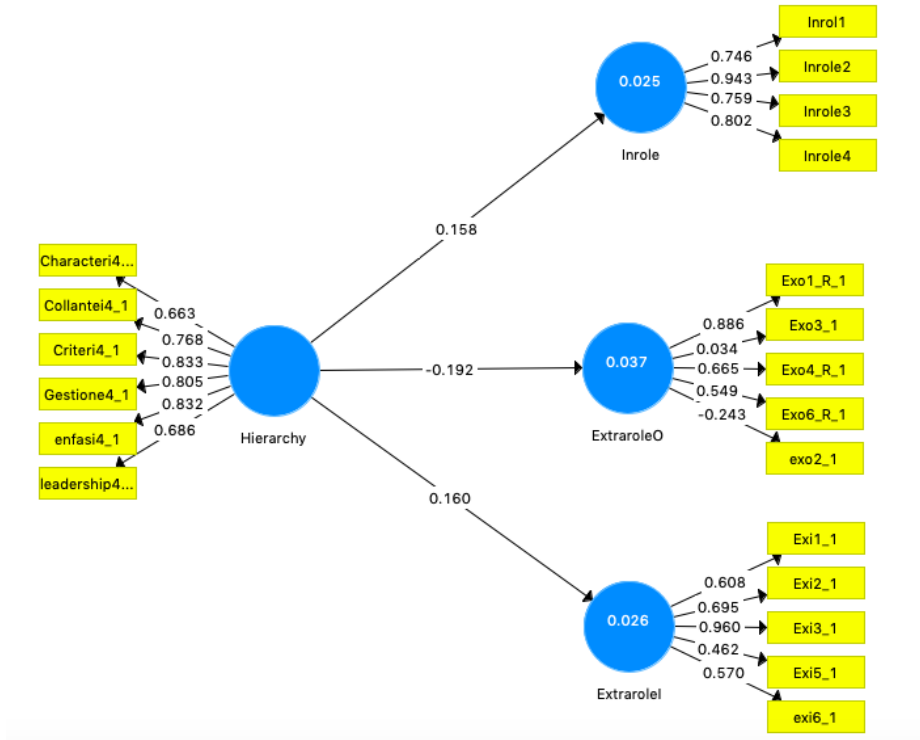 Inrol1
0.746
Inrole2
0.025
0.943
0.759
Inrole3
0.802
Inrole4
Inrole
0.158
Characteri4...
0.663
Collantei4_1
0.768
Criteri4_1
0.833
0.805
Gestione4_1
0.832
enfasi4_1
0.686
leadership4...
Hierarchy
-0.192
Exo1_R_1
0.886
Exo3_1
0.034
0.037
0.665
Exo4_R_1
0.549
Exo6_R_1
-0.243
exo2_1
ExtraroleO
0.160
Exi1_1
0.608
Exi2_1
0.695
0.026
0.960
Exi3_1
0.462
Exi5_1
0.570
exi6_1
ExtraroleI